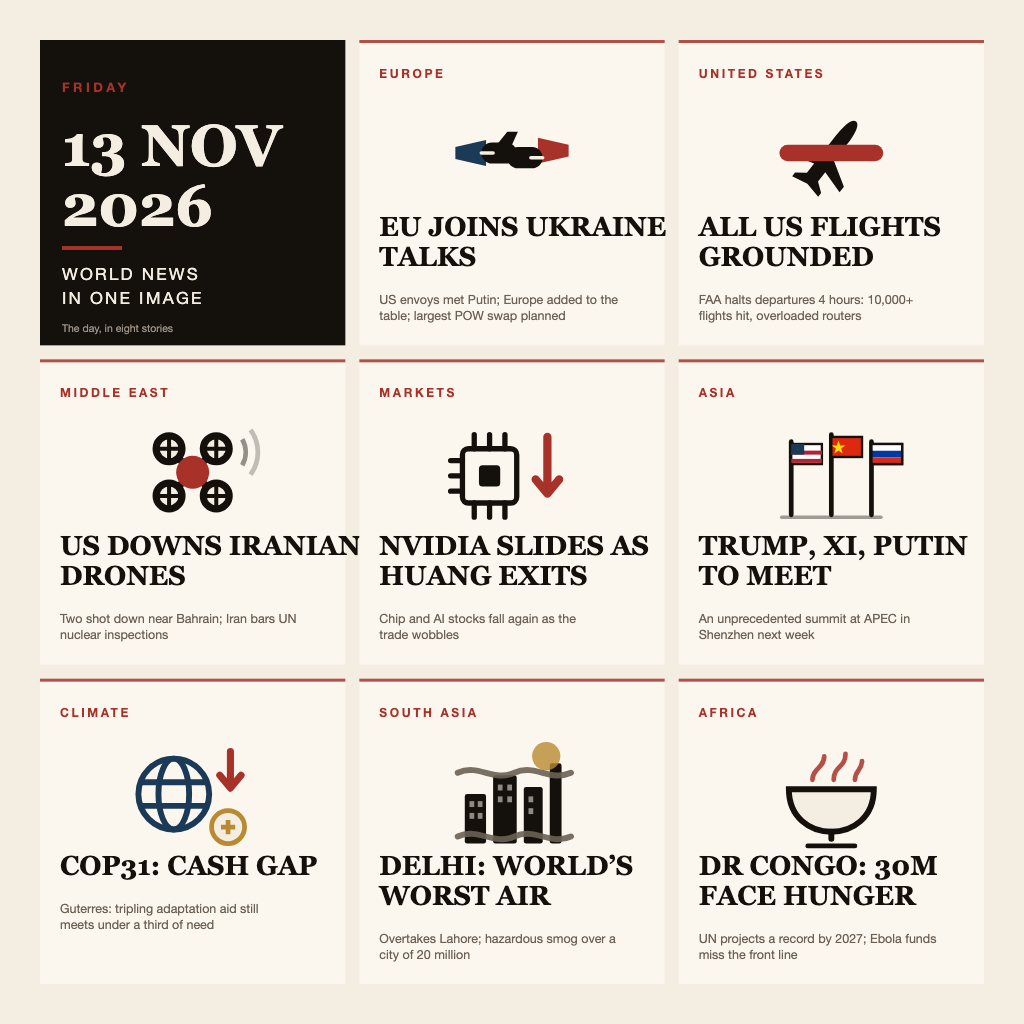 FRIDAY
13 NOV
2026
WORLD NEWS
IN ONE IMAGE
The day, in eight stories
EUROPE
EU JOINS UKRAINE
TALKS
US envoys met Putin; Europe added to the
table; largest POW swap planned
UNITED STATES
ALL US FLIGHTS
GROUNDED
FAA halts departures 4 hours: 10,000+
flights hit, overloaded routers
MIDDLE EAST
US DOWNS IRANIAN
DRONES
Two shot down near Bahrain; Iran bars UN
nuclear inspections
MARKETS
NVIDIA SLIDES AS
HUANG EXITS
Chip and AI stocks fall again as the
trade wobbles
ASIA
TRUMP, XI, PUTIN
TO MEET
An unprecedented summit at APEC in
Shenzhen next week
CLIMATE
COP31: CASH GAP
Guterres: tripling adaptation aid still
meets under a third of need
SOUTH ASIA
DELHI: WORLD’S
WORST AIR
Overtakes Lahore; hazardous smog over a
city of 20 million
AFRICA
DR CONGO: 30M
FACE HUNGER
UN projects a record by 2027; Ebola funds
miss the front line